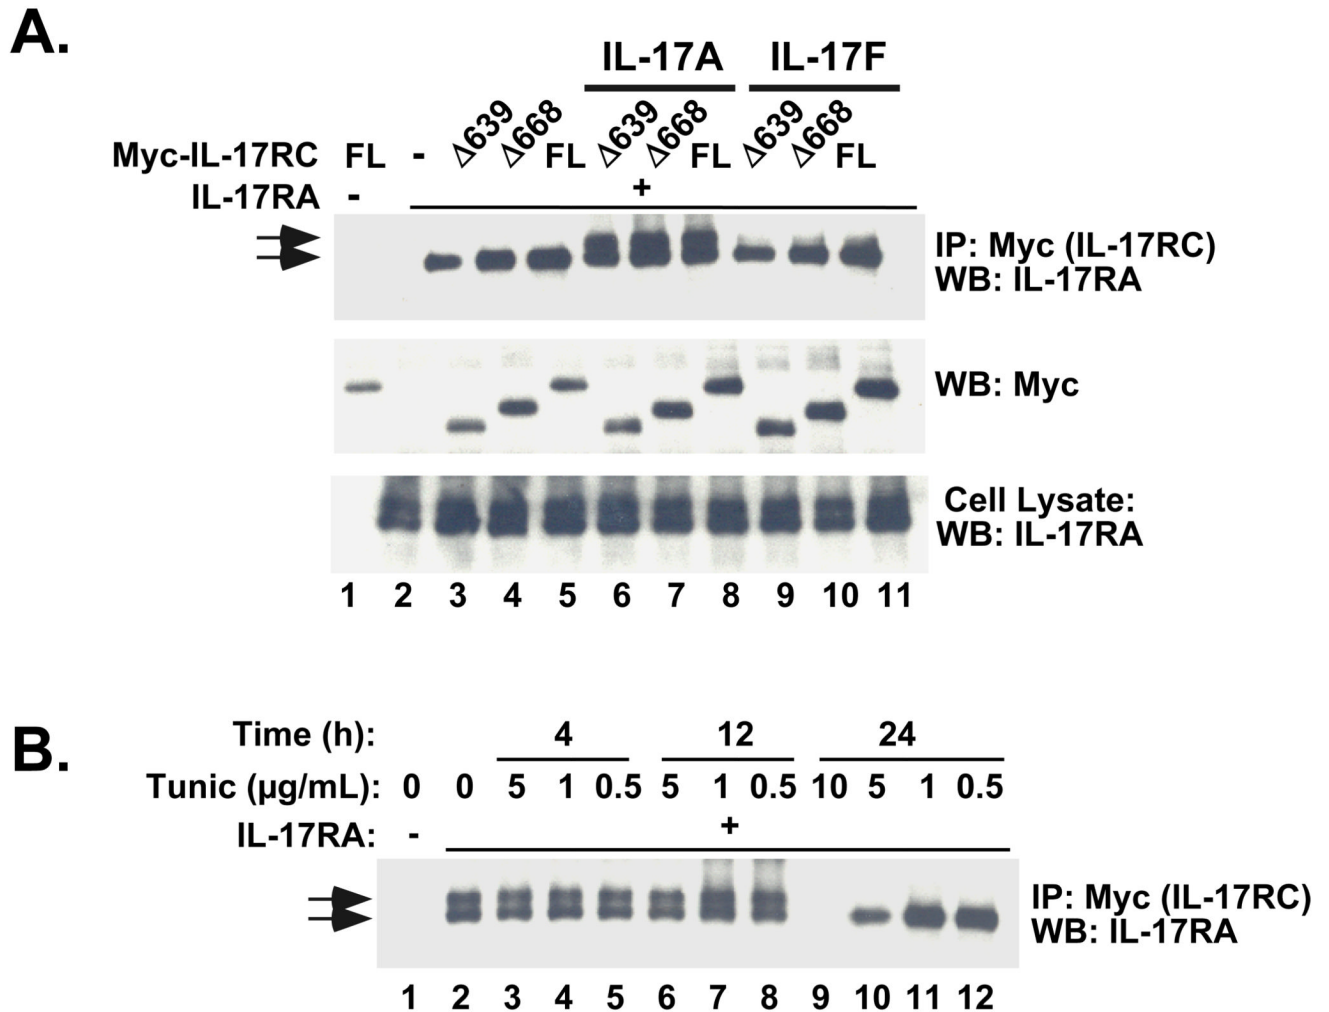 A.
IL-17A IL-17F
Myc-IL-17RC FL - Δ639 Δ668 FL Δ639 Δ668 FL Δ639 Δ668 FL
IL-17RA - +
IP: Myc (IL-17RC)
WB: IL-17RA
WB: Myc
Cell Lysate:
WB: IL-17RA
1 2 3 4 5 6 7 8 9 10 11
B.
Time (h): 4 12 24
Tunic (µg/mL): 0 0 5 1 0.5 5 1 0.5 10 5 1 0.5
IL-17RA: - +
IP: Myc (IL-17RC)
WB: IL-17RA
1 2 3 4 5 6 7 8 9 10 11 12